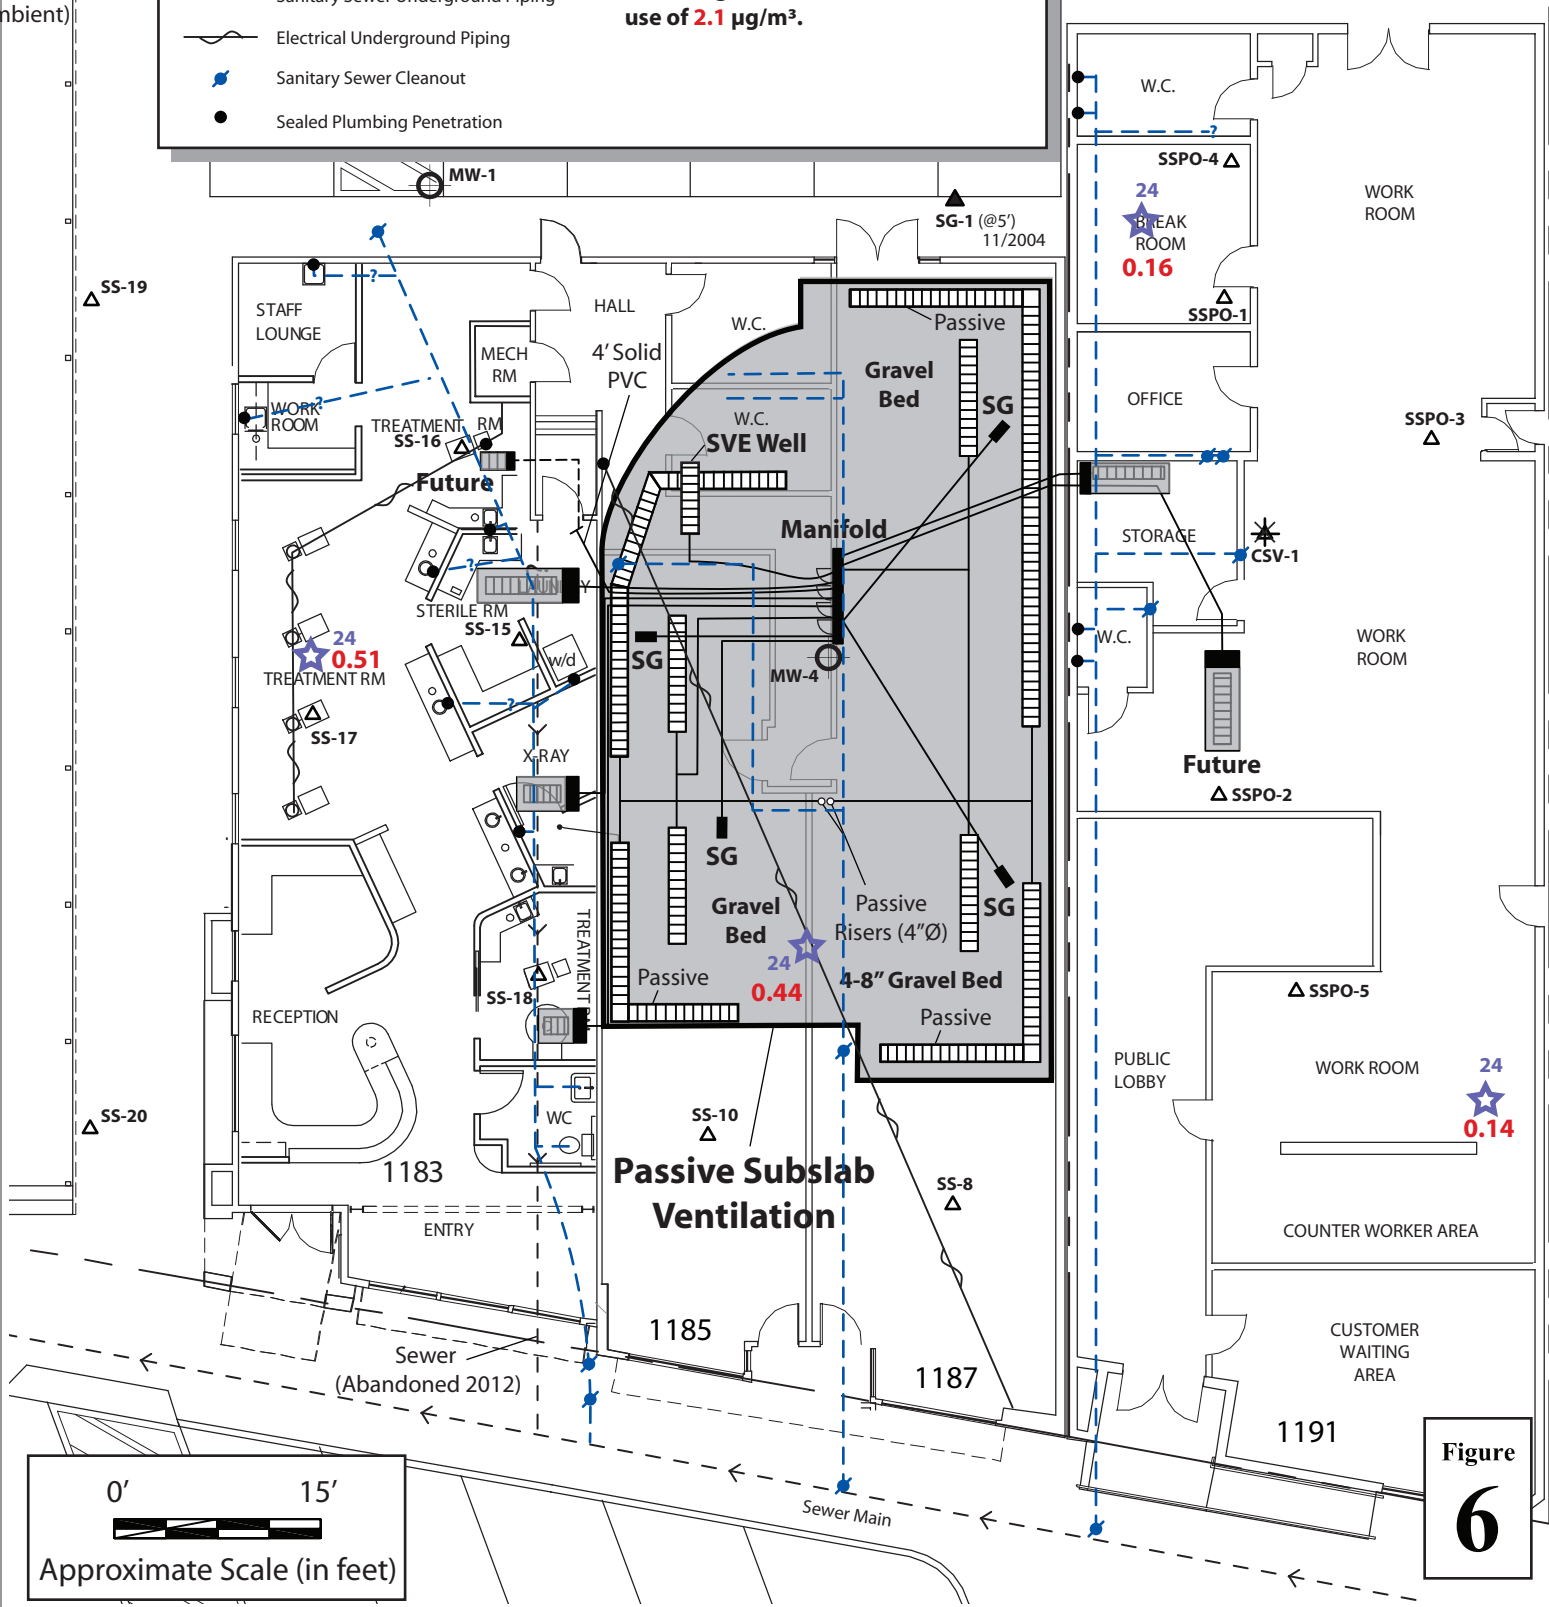 mbient)
use of 2.1 µg/m³.
Electrical Underground Piping
Sanitary Sewer Cleanout
Sealed Plumbing Penetration
MW-1
SG-1 (@5')
11/2004
W.C.
?
SSPO-4
24
BREAK
ROOM
0.16
SSPO-1
WORK
ROOM
SS-19
STAFF
LOUNGE
?
HALL
W.C.
MECH
RM
4' Solid
PVC
Passive
Gravel
Bed
SG
OFFICE
SSPO-3
WORK
ROOM
?
TREATMENT RM
SS-16
Future
W.C.
SVE Well
Manifold
STORAGE
CSV-1
?
LAUNDRY
STERILE RM
SS-15
w/d
24
0.51
TREATMENT RM
SS-17
?
X-RAY
SG
MW-4
W.C.
WORK
ROOM
Future
SSPO-2
SG
SG
Gravel
Bed
Passive
Risers (4"Ø)
24
0.44
4-8" Gravel Bed
Passive
Passive
TREATMENT R
SS-18
RECEPTION
SSPO-5
PUBLIC
LOBBY
WORK ROOM
24
0.14
WC
SS-10
SS-20
1183
Passive Subslab
Ventilation
SS-8
ENTRY
COUNTER WORKER AREA
1185
1187
CUSTOMER
WAITING
AREA
1191
Sewer
(Abandoned 2012)
Sewer Main
0' 15'
Approximate Scale (in feet)
Figure
6